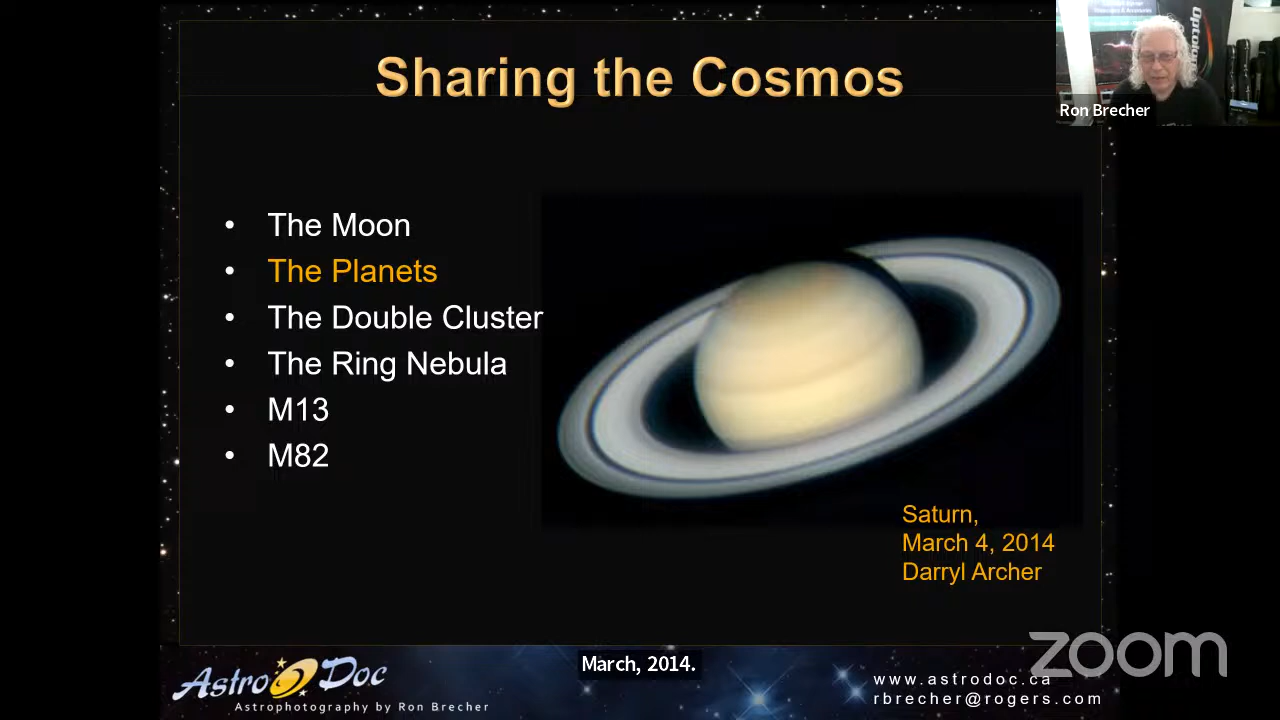 Sharing the Cosmos
Ron Brecher
• The Moon
• The Planets
• The Double Cluster
• The Ring Nebula
• M13
• M82
Saturn,
March 4, 2014
Darryl Archer
March, 2014.
zoom
Astro Doc
Astrophotography by Ron Brecher
www.astrodoc.ca
rbrecher@rogers.com